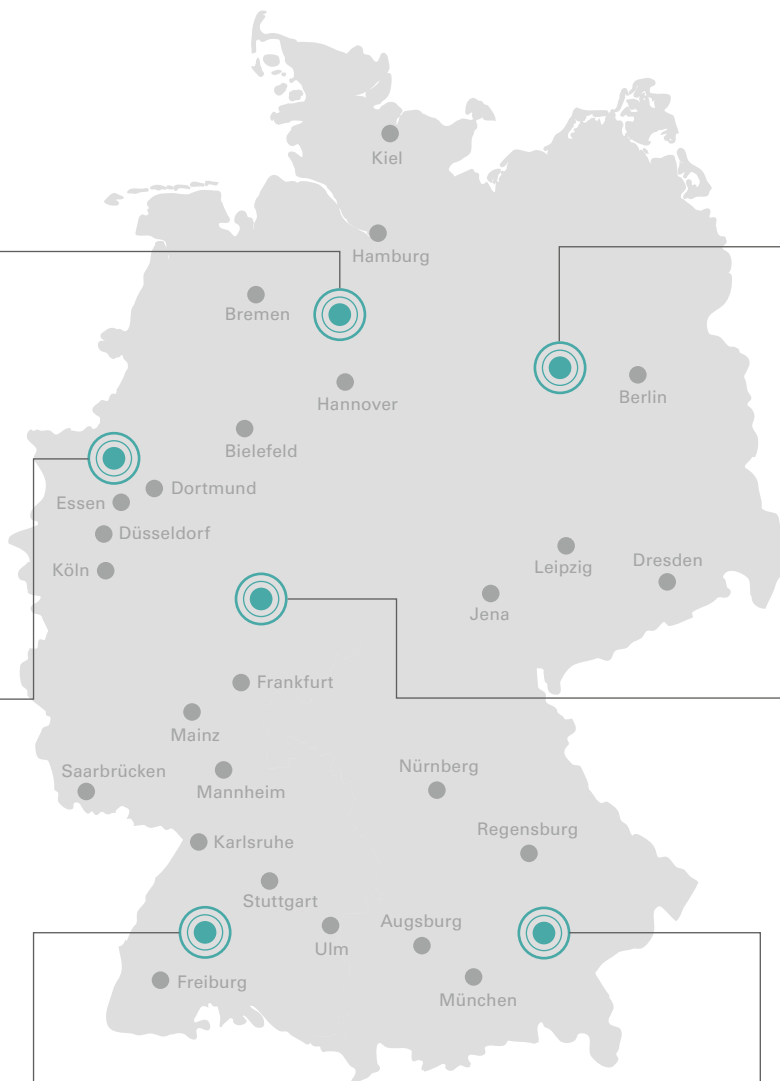 Kiel
Hamburg
Bremen
Hannover
Berlin
Bielefeld
Dortmund
Essen
Düsseldorf
Köln
Leipzig
Dresden
Jena
Frankfurt
Mainz
Saarbrücken
Mannheim
Nürnberg
Regensburg
Karlsruhe
Stuttgart
Augsburg
Ulm
Freiburg
München